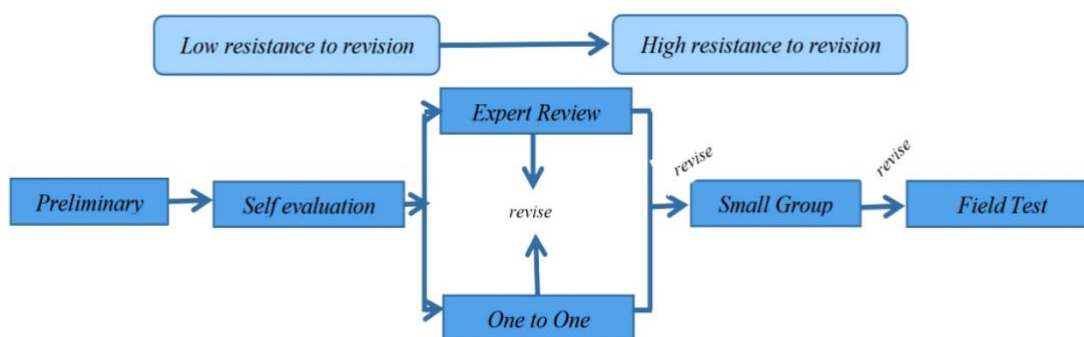 Low resistance to revision
High resistance to revision
Expert Review
revise
revise
Preliminary
Self evaluation
revise
Small Group
Field Test
One to One